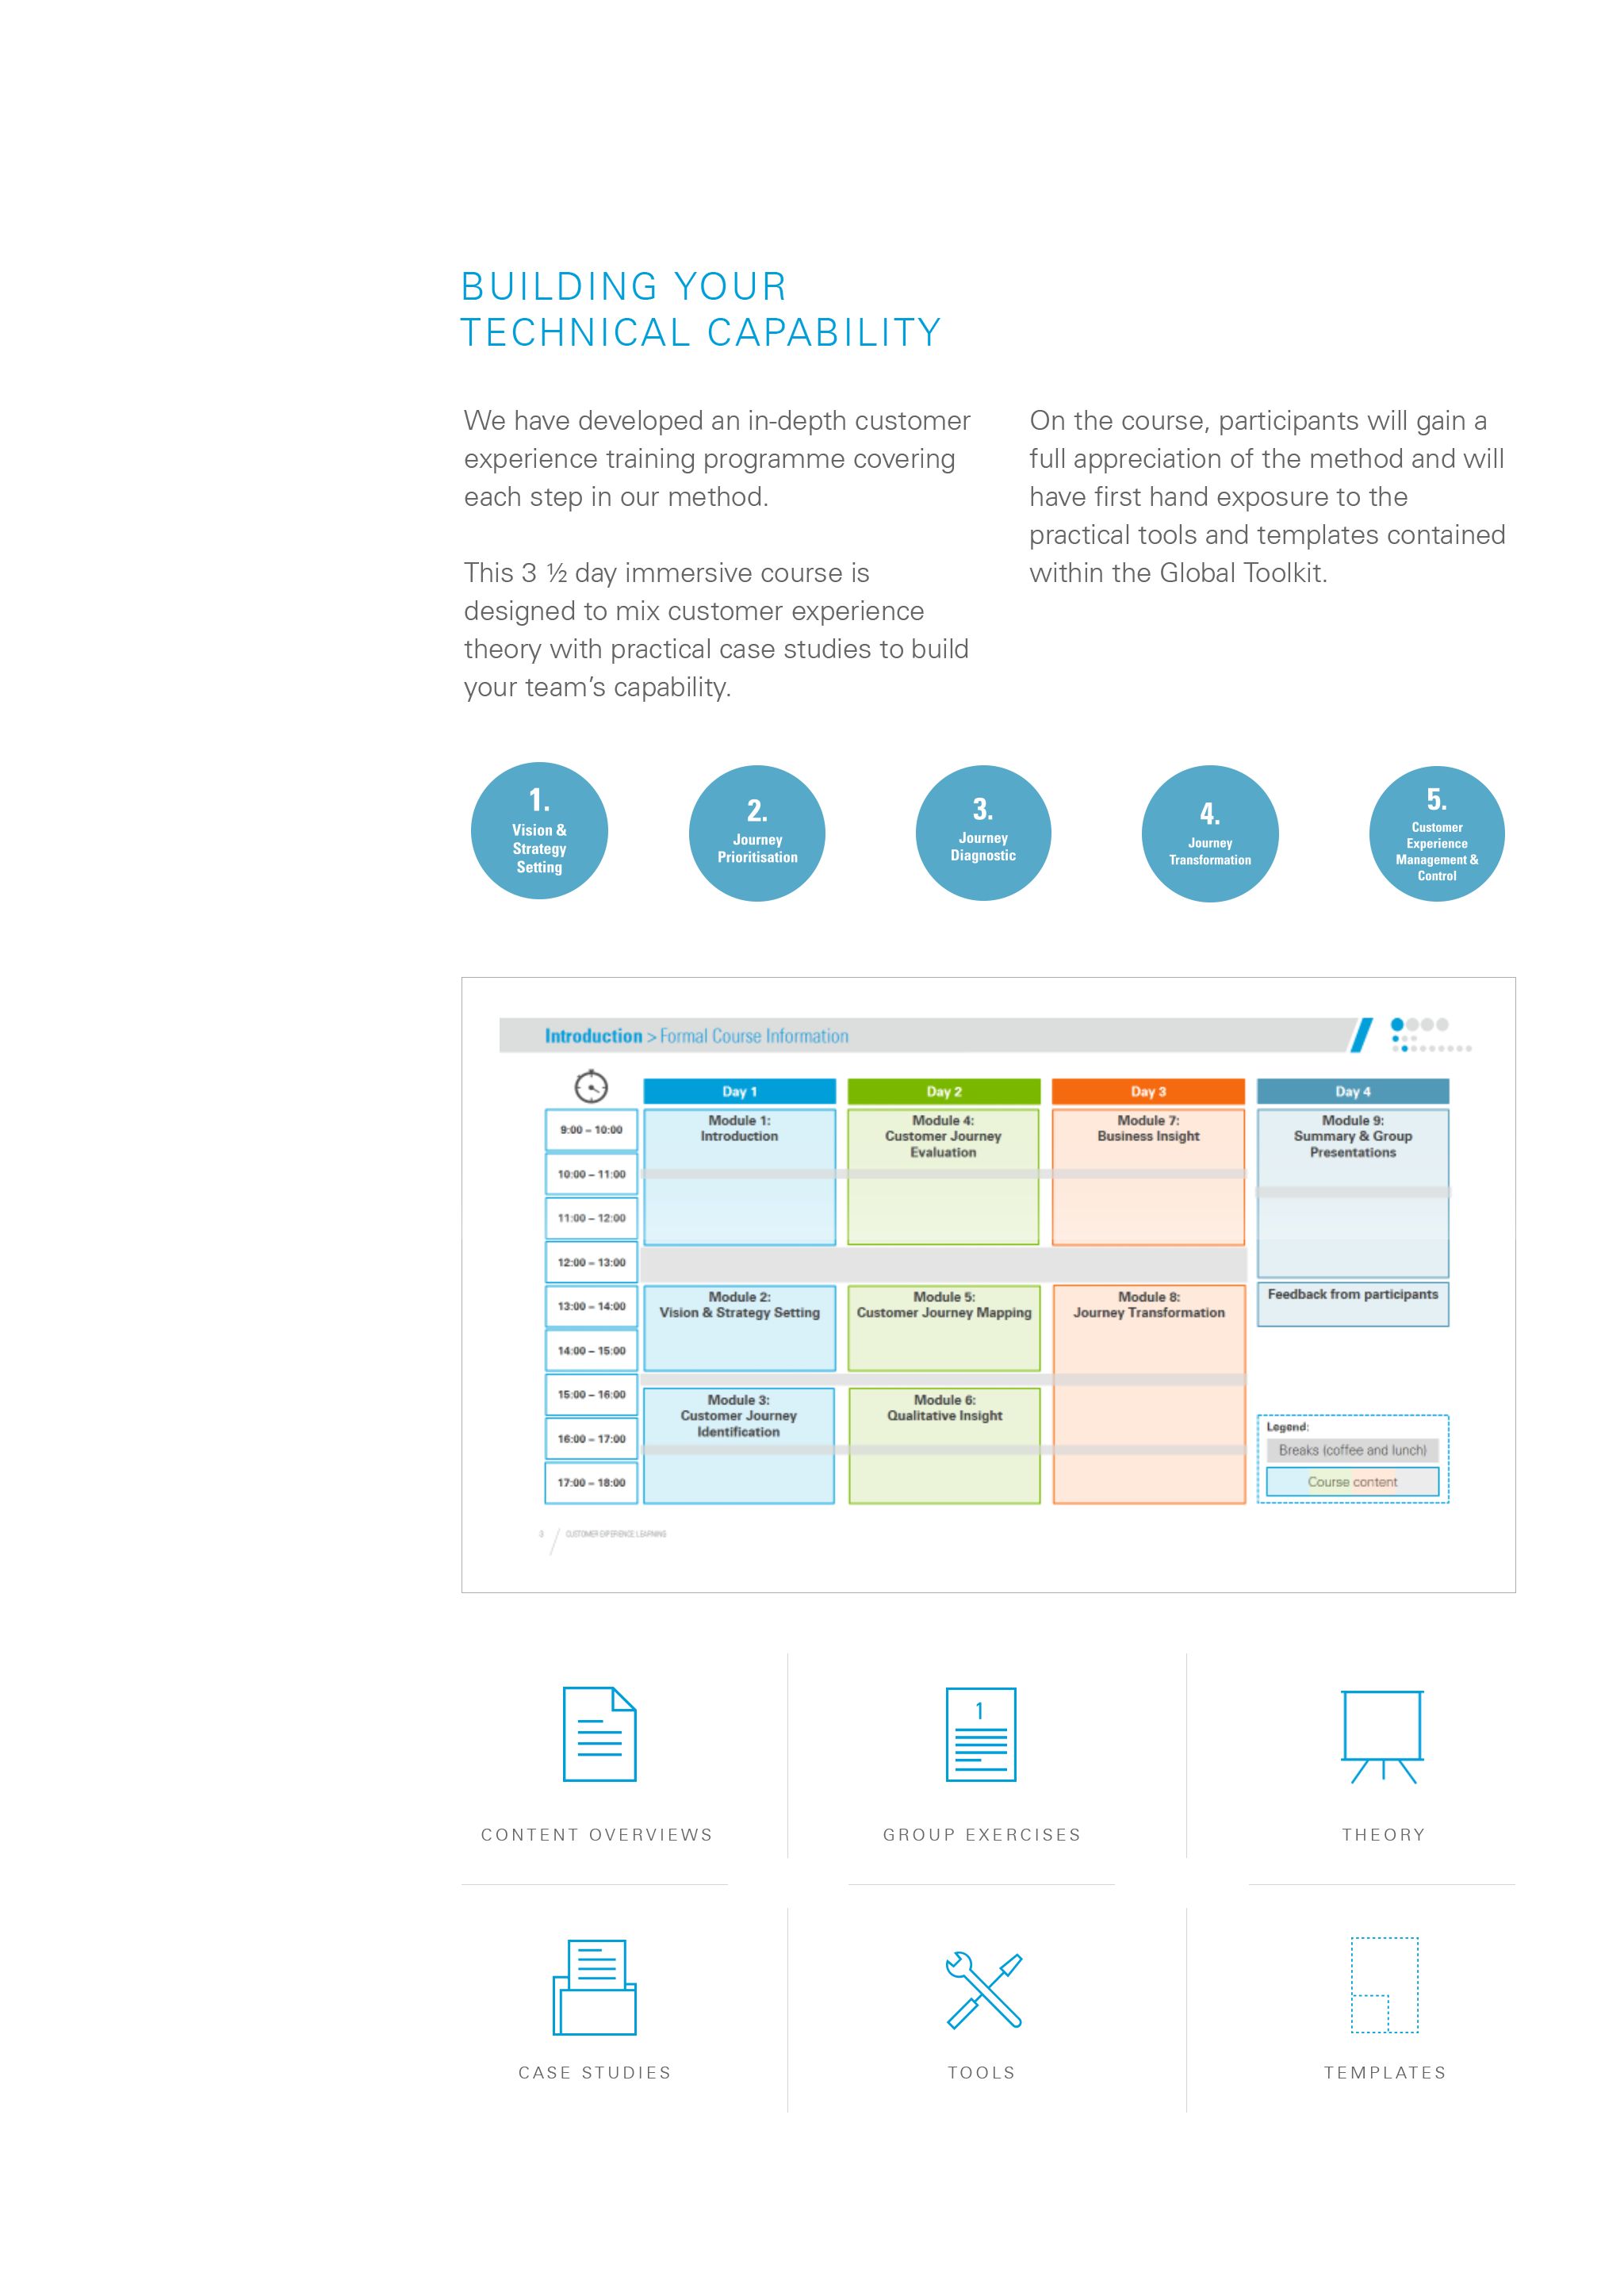 BUILDING YOUR
TECHNICAL CAPABILITY
We have developed an in-depth customer
experience training programme covering
each step in our method.
This 3 ½ day immersive course is
designed to mix customer experience
theory with practical case studies to build
your team’s capability.
On the course, participants will gain a
full appreciation of the method and will
have first hand exposure to the
practical tools and templates contained
within the Global Toolkit.
1.
Vision &
Strategy
Setting
2.
Journey
Prioritisation
3.
Journey
Diagnostic
4.
Journey
Transformation
5.
Customer
Experience
Management &
Control
Introduction > Formal Course Information
Day 1
Day 2
Day 3
Day 4
9:00 – 10:00
10:00 – 11:00
11:00 – 12:00
12:00 – 13:00
13:00 – 14:00
14:00 – 15:00
15:00 – 16:00
16:00 – 17:00
17:00 – 18:00
Module 1:
Introduction
Module 2:
Vision & Strategy Setting
Module 3:
Customer Journey
Identification
Module 4:
Customer Journey
Evaluation
Module 5:
Customer Journey Mapping
Module 6:
Qualitative Insight
Module 7:
Business Insight
Module 8:
Journey Transformation
Module 9:
Summary & Group
Presentations
Feedback from participants
Legend:
Breaks (coffee and lunch)
Course content
CUSTOMER EXPERIENCE LEARNING
CONTENT OVERVIEWS
1
GROUP EXERCISES
THEORY
CASE STUDIES
TOOLS
TEMPLATES